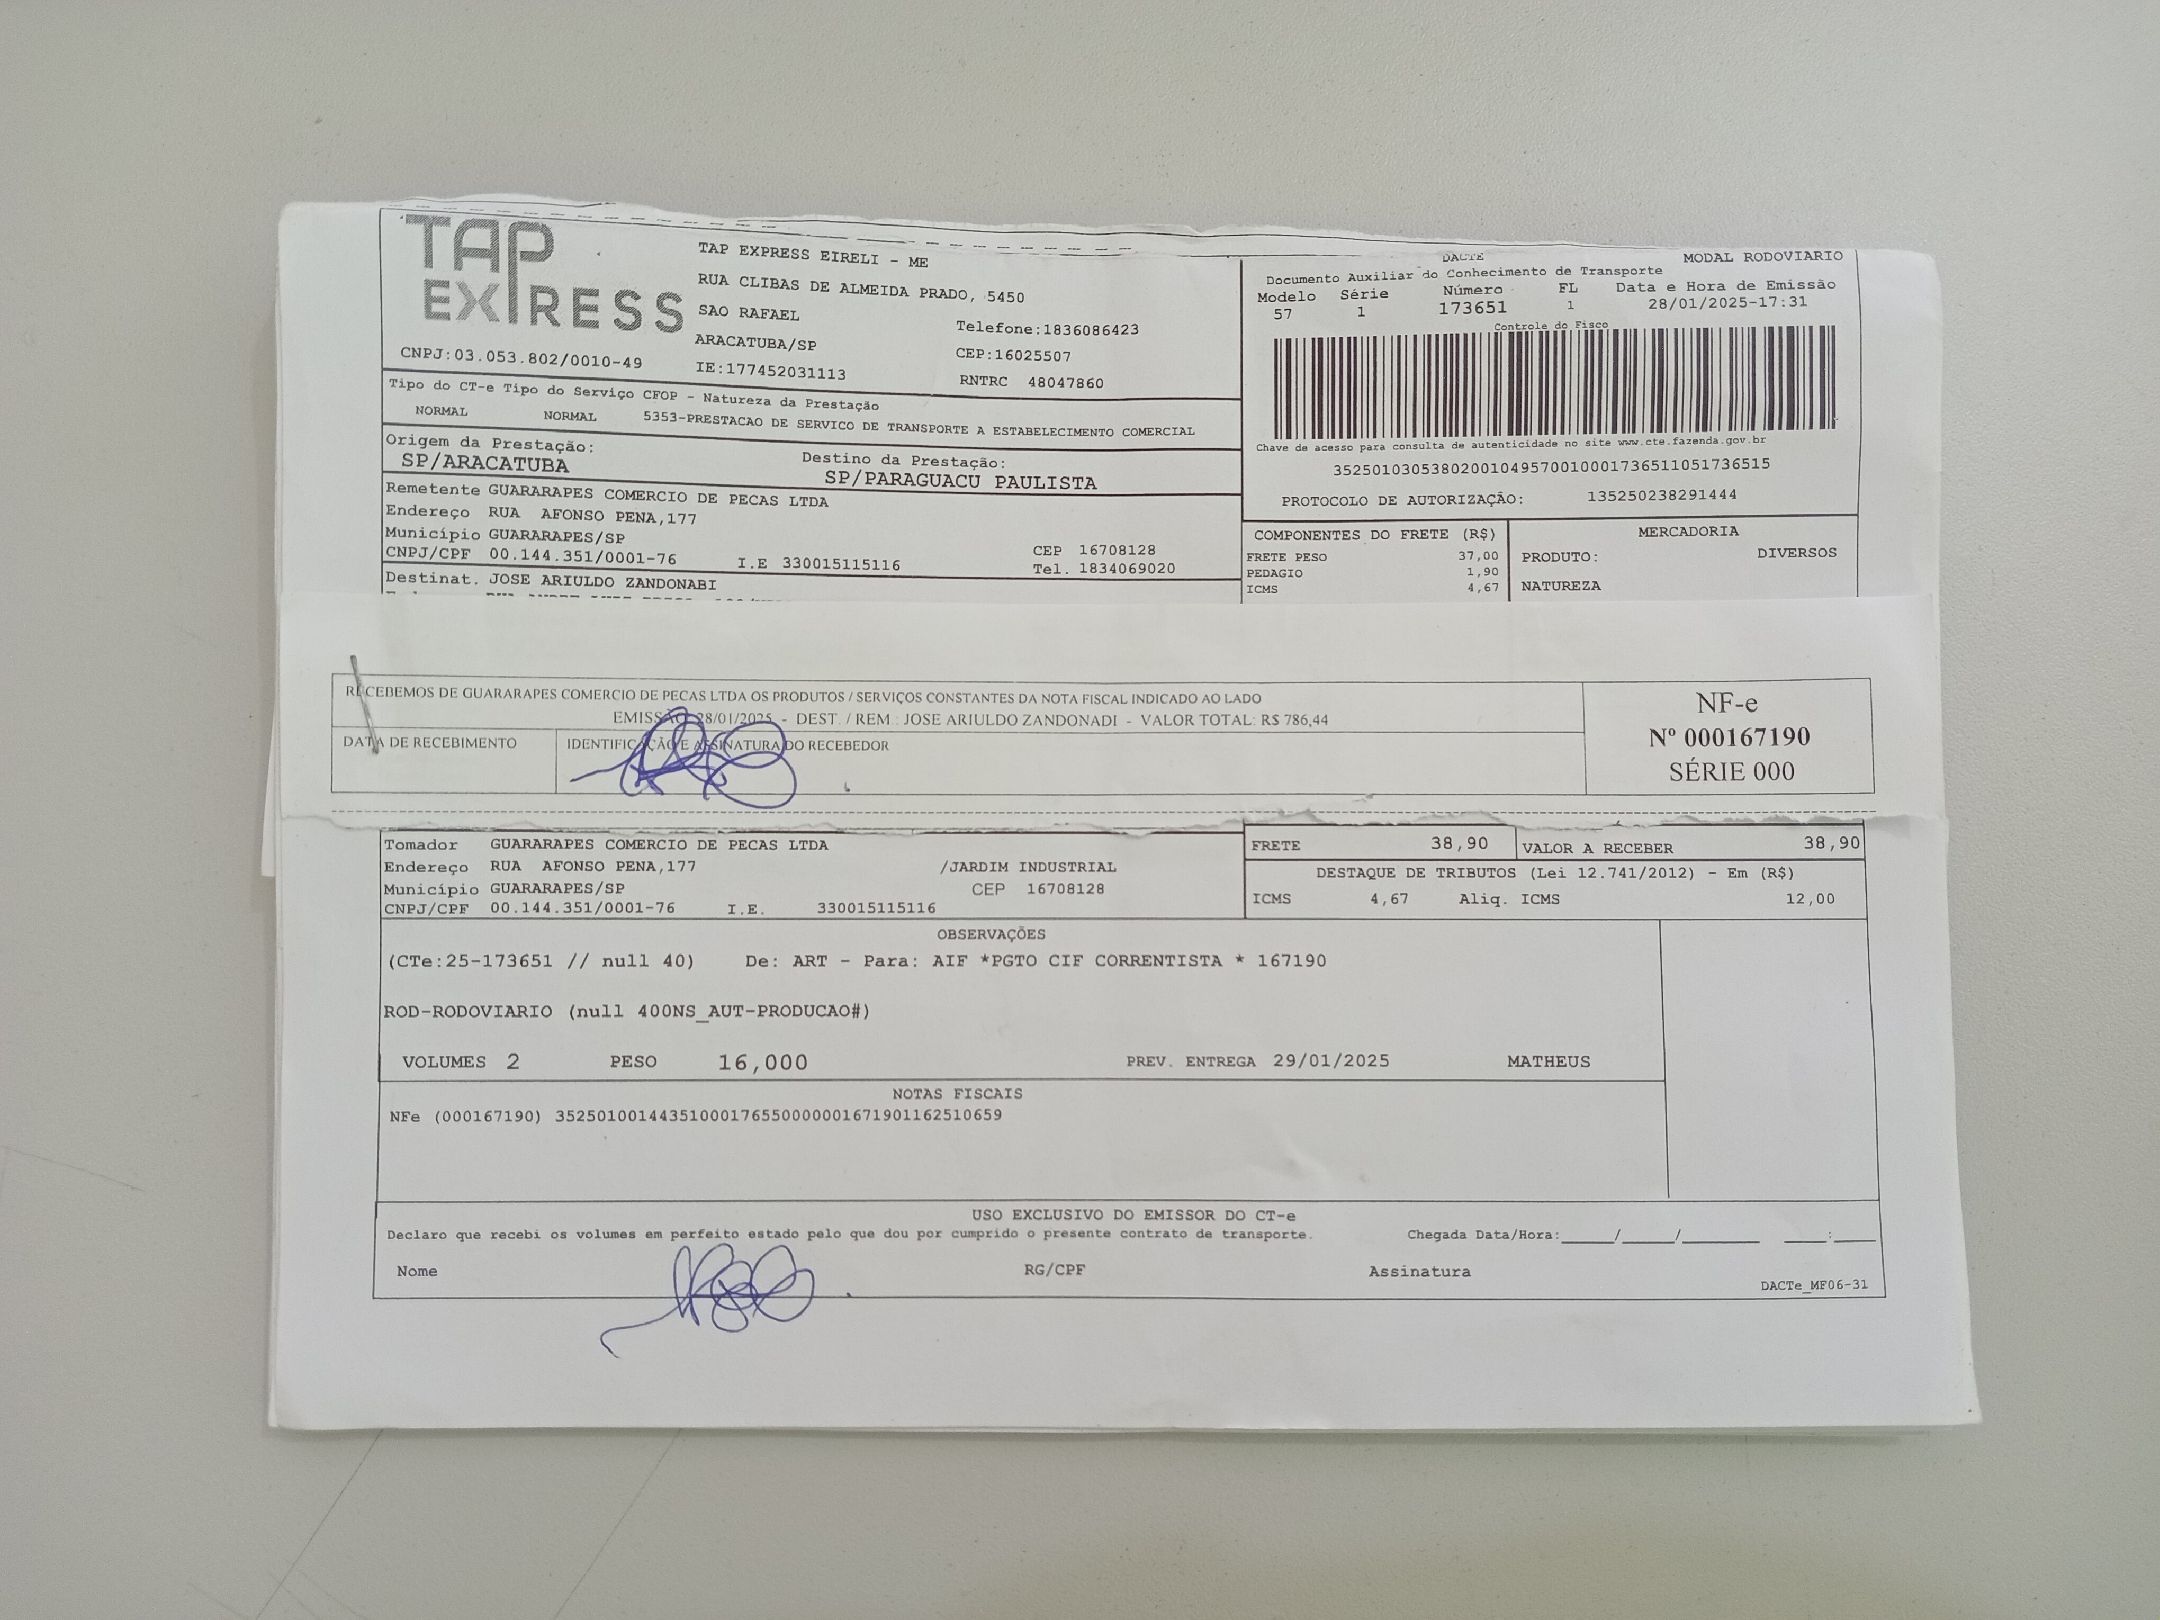 TAP EXPRESS
TAP EXPRESS EIRELI - ME
RUA CLIBAS DE ALMEIDA PRADO, 5450
SAO RAFAEL
Telefone:1836086423
ARACATUBA/SP
CEP:16025507
CNPJ:03.053.802/0010-49 IE:177452031113 RNTRC 48047860
DACTE MODAL RODOVIARIO
Documento Auxiliar do Conhecimento de Transporte
Modelo Série Número FL Data e Hora de Emissão
57 1 173651 1 28/01/2025-17:31
Controle do Fisco
Chave de acesso para consulta de autenticidade no site www.cte.fazenda.gov.br
35250103053802001049570010001736511051736515
PROTOCOLO DE AUTORIZAÇÃO: 135250238291444
Tipo do CT-e Tipo do Serviço CFOP - Natureza da Prestação
NORMAL NORMAL 5353-PRESTACAO DE SERVICO DE TRANSPORTE A ESTABELECIMENTO COMERCIAL
Origem da Prestação: Destino da Prestação:
SP/ARACATUBA SP/PARAGUACU PAULISTA
Remetente GUARARAPES COMERCIO DE PECAS LTDA
Endereço RUA AFONSO PENA,177
Município GUARARAPES/SP CEP 16708128
CNPJ/CPF 00.144.351/0001-76 I.E 330015115116 Tel. 1834069020
Destinat. JOSE ARIULDO ZANDONABI
COMPONENTES DO FRETE (R$) MERCADORIA
FRETE PESO 37,00 PRODUTO: DIVERSOS
PEDAGIO 1,90
ICMS 4,67 NATUREZA
RECEBEMOS DE GUARARAPES COMERCIO DE PECAS LTDA OS PRODUTOS / SERVIÇOS CONSTANTES DA NOTA FISCAL INDICADO AO LADO
EMISSÃO: 28/01/2025 - DEST. / REM.: JOSE ARIULDO ZANDONADI - VALOR TOTAL: R$ 786,44
DATA DE RECEBIMENTO IDENTIFICAÇÃO E ASSINATURA DO RECEBEDOR
NF-e
Nº 000167190
SÉRIE 000
Tomador GUARARAPES COMERCIO DE PECAS LTDA
Endereço RUA AFONSO PENA,177 /JARDIM INDUSTRIAL
Município GUARARAPES/SP CEP 16708128
CNPJ/CPF 00.144.351/0001-76 I.E. 330015115116
FRETE 38,90 VALOR A RECEBER 38,90
DESTAQUE DE TRIBUTOS (Lei 12.741/2012) - Em (R$)
ICMS 4,67 Aliq. ICMS 12,00
OBSERVAÇÕES
(CTe:25-173651 // null 40) De: ART - Para: AIF *PGTO CIF CORRENTISTA * 167190
ROD-RODOVIARIO (null 400NS_AUT-PRODUCAO#)
VOLUMES 2 PESO 16,000 PREV. ENTREGA 29/01/2025 MATHEUS
NOTAS FISCAIS
NFe (000167190) 35250100144351000176550000001671901162510659
USO EXCLUSIVO DO EMISSOR DO CT-e
Declaro que recebi os volumes em perfeito estado pelo que dou por cumprido o presente contrato de transporte. Chegada Data/Hora:_____/_____/_______ ____:____
Nome RG/CPF Assinatura
DACTe_MF06-31